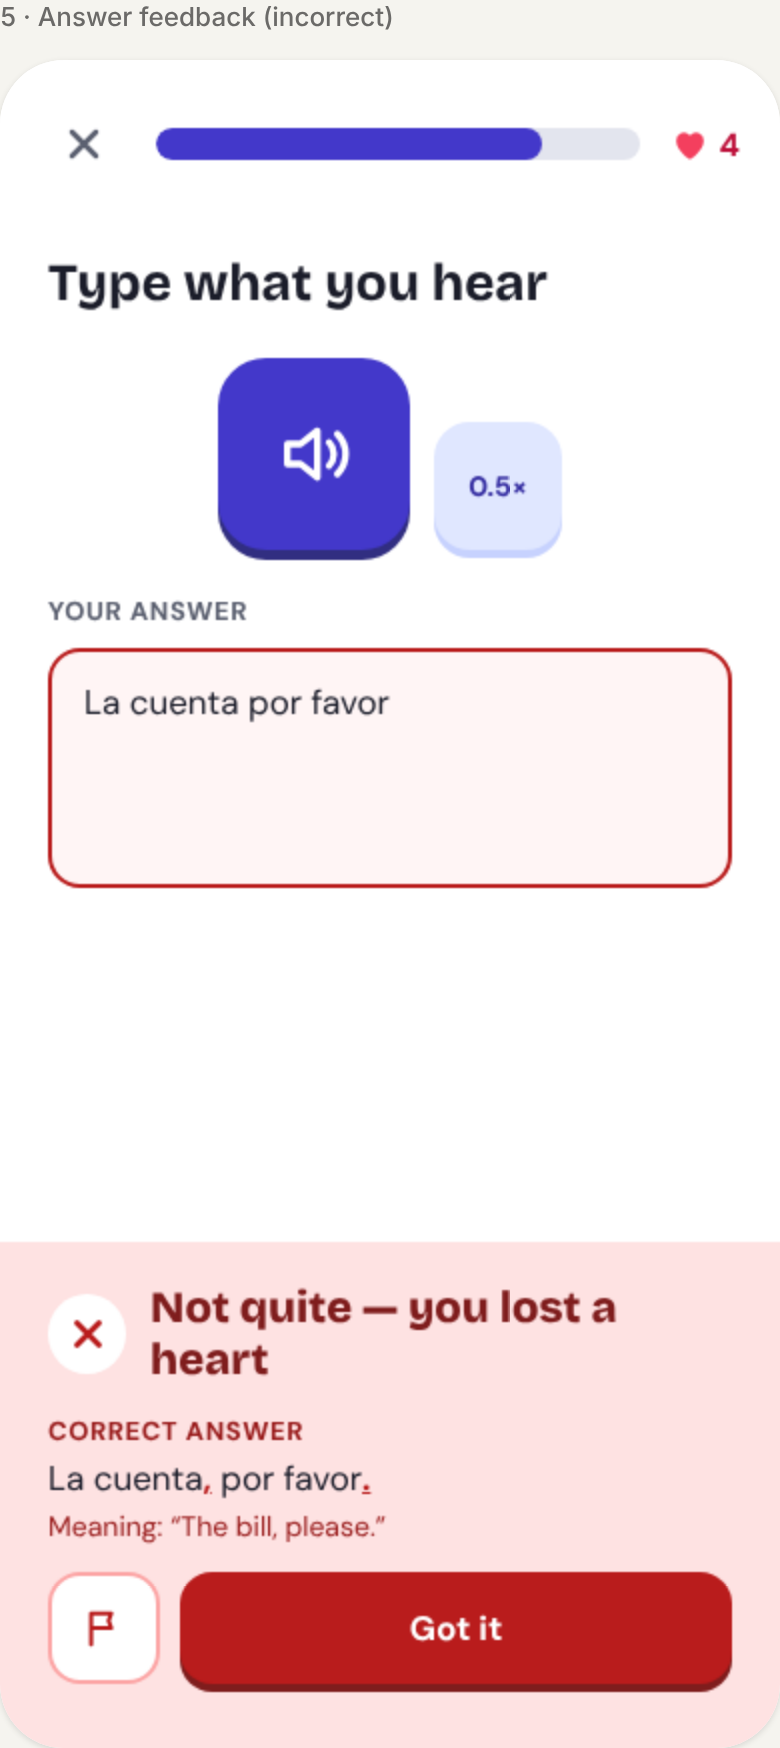 5 · Answer feedback (incorrect)
4
Type what you hear
0.5×
YOUR ANSWER
La cuenta por favor
Not quite — you lost a
heart
CORRECT ANSWER
La cuenta, por favor.
Meaning: “The bill, please.”
Got it